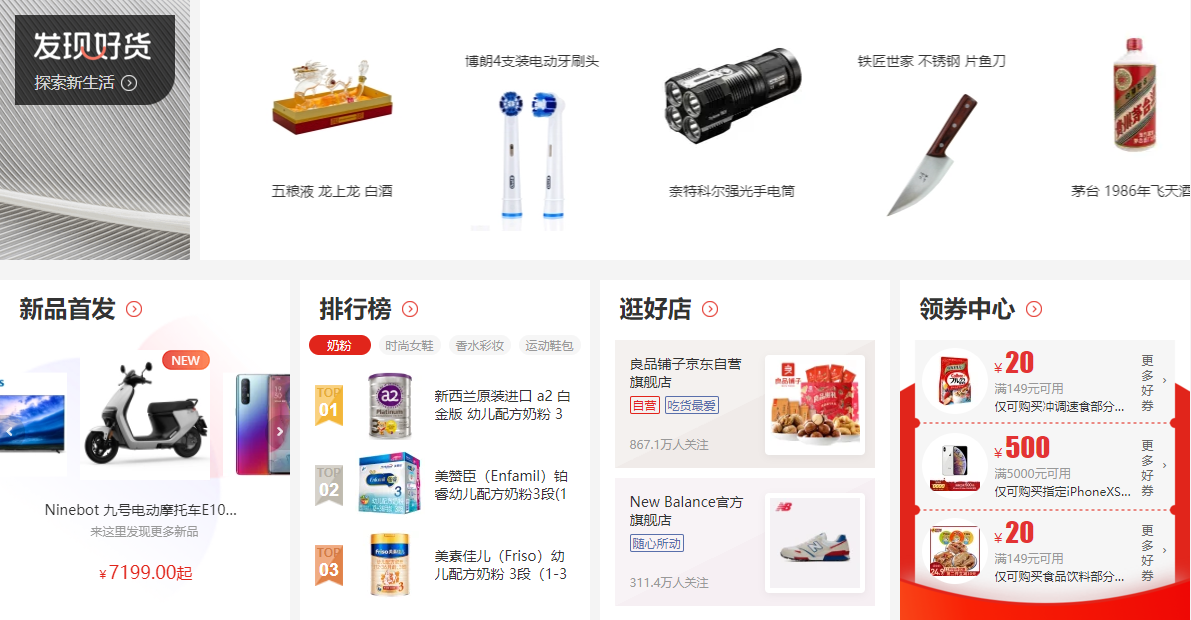 发现好货
探索新生活
五粮液 龙上龙 白酒
博朗4支装电动牙刷头
奈特科尔强光手电筒
铁匠世家 不锈钢 片鱼刀
茅台 1986年飞天酒
新品首发
NEW
Ninebot 九号电动摩托车E10...
来这里发现更多新品
¥7199.00起
排行榜
奶粉
时尚女鞋
香水彩妆
运动鞋包
TOP
01
a2
Platinum
新西兰原装进口 a2 白
金版 幼儿配方奶粉 3
TOP
02
Enfamil
3
美赞臣（Enfamil）铂
睿幼儿配方奶粉3段(1
TOP
03
Friso
美素佳儿（Friso）幼
儿配方奶粉 3段（1-3
逛好店
良品铺子京东自营
旗舰店
自营
吃货最爱
867.1万人关注
良品铺子
New Balance官方
旗舰店
随心所动
311.4万人关注
领券中心
¥20
满149元可用
仅可购买冲调速食部分...
更多好券
¥500
满5000元可用
仅可购买指定iPhoneXS...
更多好券
¥20
满149元可用
仅可购买食品饮料部分...
更多好券